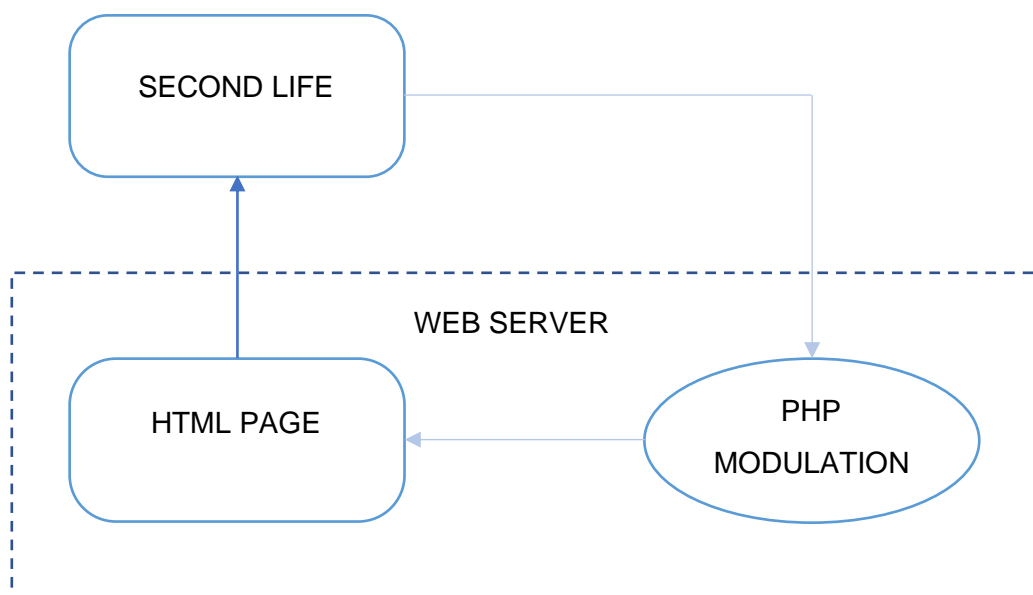 SECOND LIFE
WEB SERVER
HTML PAGE
PHP
MODULATION